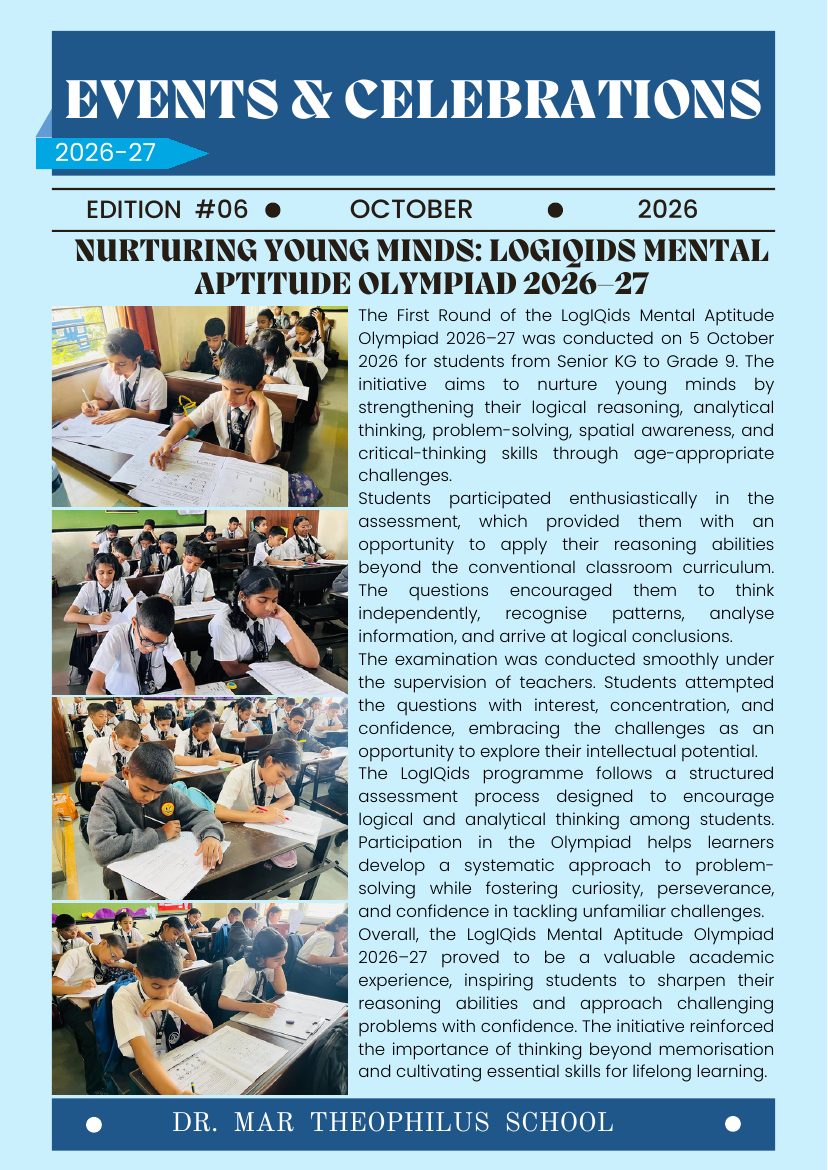 EVENTS & CELEBRATIONS
2026-27
EDITION #06 ● OCTOBER ● 2026
NURTURING YOUNG MINDS: LOGIQIDS MENTAL
APTITUDE OLYMPIAD 2026–27
The First Round of the LogIQids Mental Aptitude
Olympiad 2026–27 was conducted on 5 October
2026 for students from Senior KG to Grade 9. The
initiative aims to nurture young minds by
strengthening their logical reasoning, analytical
thinking, problem-solving, spatial awareness, and
critical-thinking skills through age-appropriate
challenges.
Students participated enthusiastically in the
assessment, which provided them with an
opportunity to apply their reasoning abilities
beyond the conventional classroom curriculum.
The questions encouraged them to think
independently, recognise patterns, analyse
information, and arrive at logical conclusions.
The examination was conducted smoothly under
the supervision of teachers. Students attempted
the questions with interest, concentration, and
confidence, embracing the challenges as an
opportunity to explore their intellectual potential.
The LogIQids programme follows a structured
assessment process designed to encourage
logical and analytical thinking among students.
Participation in the Olympiad helps learners
develop a systematic approach to problem-
solving while fostering curiosity, perseverance,
and confidence in tackling unfamiliar challenges.
Overall, the LogIQids Mental Aptitude Olympiad
2026–27 proved to be a valuable academic
experience, inspiring students to sharpen their
reasoning abilities and approach challenging
problems with confidence. The initiative reinforced
the importance of thinking beyond memorisation
and cultivating essential skills for lifelong learning.
DR. MAR THEOPHILUS SCHOOL